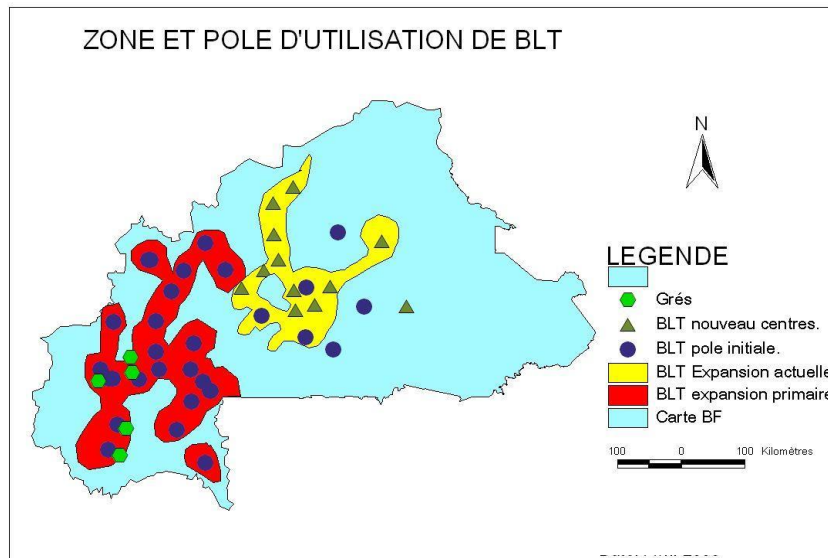 ZONE ET POLE D'UTILISATION DE BLT
N
LEGENDE
Grés
BLT nouveau centres.
BLT pole initiale.
BLT Expansion actuelle
BLT expansion primaire
Carte BF
100 0 100 Kilomètres